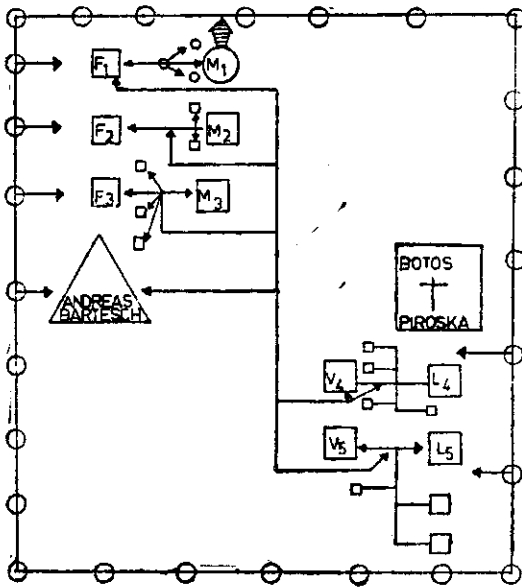 F1 M1
F2 M2
F3 M3
ANDREAS
BARTESCH
BOTOS
PIROSKA
V4 L4
V5 L5